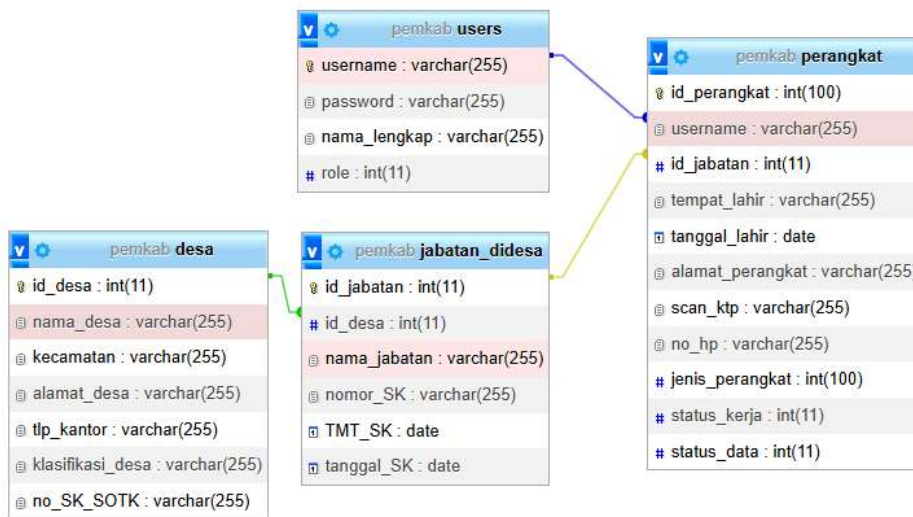 pemkab users
username : varchar(255)
password : varchar(255)
nama_lengkap : varchar(255)
role : int(11)
pemkab perangkat
id_perangkat : int(100)
username : varchar(255)
id_jabatan : int(11)
tempat_lahir : varchar(255)
tanggal_lahir : date
alamat_perangkat : varchar(255)
scan_ktp : varchar(255)
no_hp : varchar(255)
jenis_perangkat : int(100)
status_kerja : int(11)
status_data : int(11)
pemkab desa
id_desa : int(11)
nama_desa : varchar(255)
kecamatan : varchar(255)
alamat_desa : varchar(255)
tlp_kantor : varchar(255)
klasifikasi_desa : varchar(255)
no_SK_SOTK : varchar(255)
pemkab jabatan_didesa
id_jabatan : int(11)
id_desa : int(11)
nama_jabatan : varchar(255)
nomor_SK : varchar(255)
TMT_SK : date
tanggal_SK : date